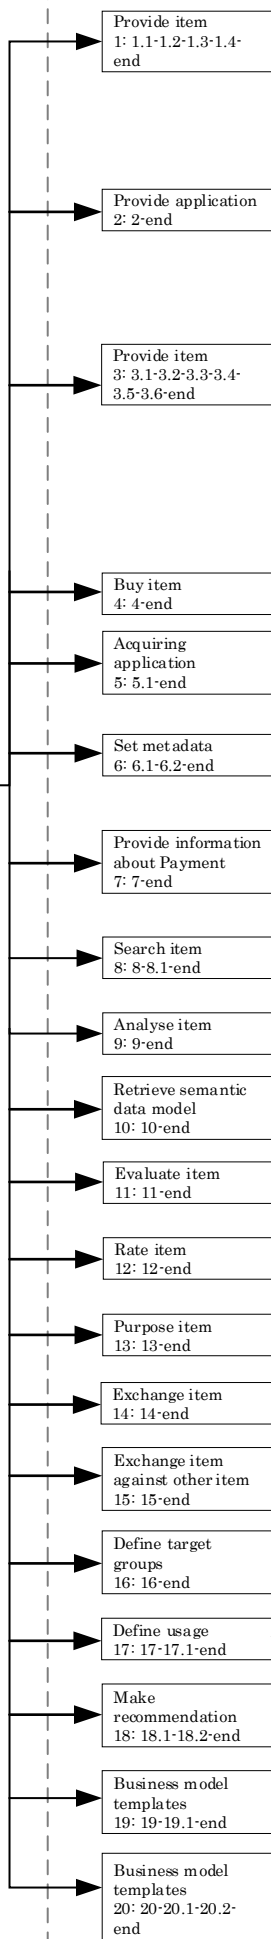 Provide item
1: 1.1-1.2-1.3-1.4-
end
Provide application
2: 2-end
Provide item
3: 3.1-3.2-3.3-3.4-
3.5-3.6-end
Buy item
4: 4-end
Acquiring
application
5: 5.1-end
Set metadata
6: 6.1-6.2-end
Provide information
about Payment
7: 7-end
Search item
8: 8-8.1-end
Analyse item
9: 9-end
Retrieve semantic
data model
10: 10-end
Evaluate item
11: 11-end
Rate item
12: 12-end
Purpose item
13: 13-end
Exchange item
14: 14-end
Exchange item
against other item
15: 15-end
Define target
groups
16: 16-end
Define usage
17: 17-17.1-end
Make
recommendation
18: 18.1-18.2-end
Business model
templates
19: 19-19.1-end
Business model
templates
20: 20-20.1-20.2-
end